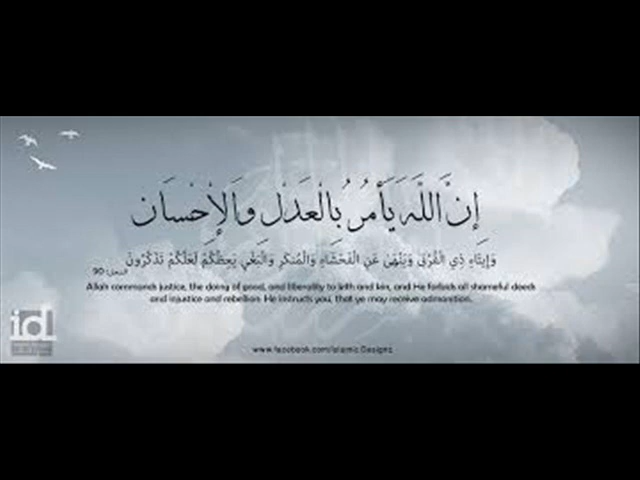 إِنَّ اللَّهَ يَأْمُرُ بِالْعَدْلِ وَالْإِحْسَانِ
وَإِيتَاءِ ذِي الْقُرْبَى وَيَنْهَى عَنِ الْفَحْشَاءِ وَالْمُنكَرِ وَالْبَغْيِ يَعِظُكُمْ لَعَلَّكُمْ تَذَكَّرُونَ
النحل: 90
Allah commands justice, the doing of good, and liberality to kith and kin, and He forbids all shameful deeds
and injustice and rebellion: He instructs you, that ye may receive admonition.
id
www.facebook.com/Islamic.Designs